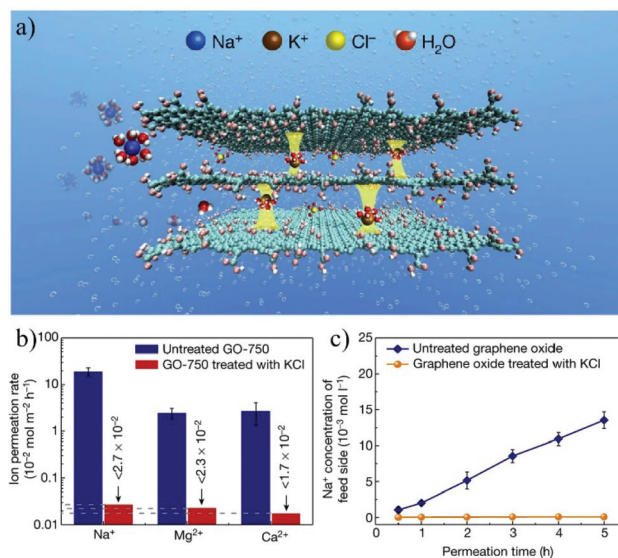 a)
Na⁺ K⁺ Cl⁻ H₂O
b)
Ion permeation rate
(10⁻² mol m⁻² h⁻¹)
100
10
1
0.1
0.01
Untreated GO-750
GO-750 treated with KCl
<2.7 × 10⁻²
<2.3 × 10⁻²
<1.7 × 10⁻²
Na⁺ Mg²⁺ Ca²⁺
c)
Na⁺ concentration of
feed side (10⁻³ mol l⁻¹)
25
20
15
10
5
0
Untreated graphene oxide
Graphene oxide treated with KCl
0 1 2 3 4 5
Permeation time (h)